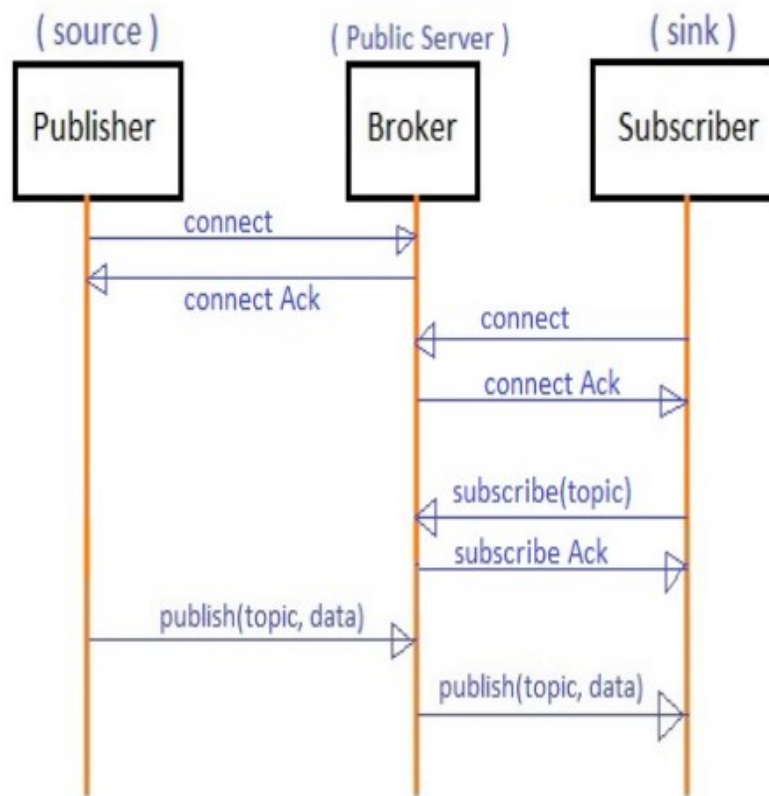 ( source )
( Public Server )
( sink )
Publisher
Broker
Subscriber
connect
connect Ack
connect
connect Ack
subscribe(topic)
subscribe Ack
publish(topic, data)
publish(topic, data)